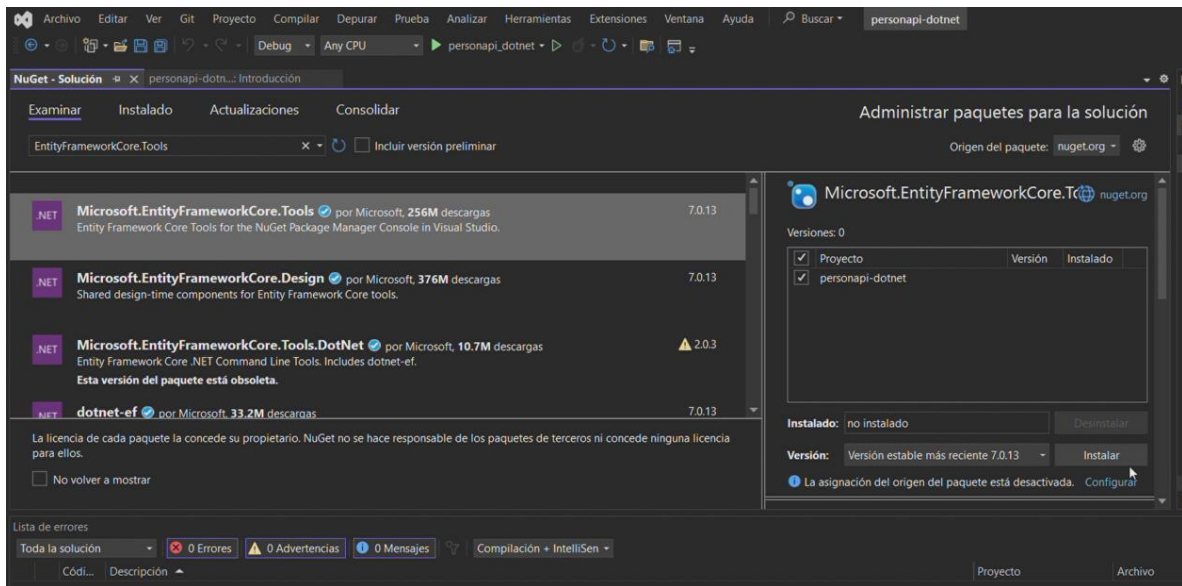 Archivo Editar Ver Git Proyecto Compilar Depurar Prueba Analizar Herramientas Extensiones Ventana Ayuda Buscar personapi-dotnet
Debug Any CPU personapi_dotnet
NuGet - Solución personapi-dotn...: Introducción
Examinar Instalado Actualizaciones Consolidar
Administrar paquetes para la solución
EntityFrameworkCore.Tools Incluir versión preliminar
Origen del paquete: nuget.org
.NET Microsoft.EntityFrameworkCore.Tools por Microsoft, 256M descargas 7.0.13
Entity Framework Core Tools for the NuGet Package Manager Console in Visual Studio.
.NET Microsoft.EntityFrameworkCore.Design por Microsoft, 376M descargas 7.0.13
Shared design-time components for Entity Framework Core tools.
.NET Microsoft.EntityFrameworkCore.Tools.DotNet por Microsoft, 10.7M descargas 2.0.3
Entity Framework Core .NET Command Line Tools. Includes dotnet-ef.
Esta versión del paquete está obsoleta.
.NET dotnet-ef por Microsoft, 33.2M descargas 7.0.13
La licencia de cada paquete la concede su propietario. NuGet no se hace responsable de los paquetes de terceros ni concede ninguna licencia
para ellos.
No volver a mostrar
Microsoft.EntityFrameworkCore.To nuget.org
Versiones: 0
Proyecto Versión Instalado
personapi-dotnet
Instalado: no instalado Desinstalar
Versión: Versión estable más reciente 7.0.13 Instalar
La asignación del origen del paquete está desactivada. Configurar
Lista de errores
Toda la solución 0 Errores 0 Advertencias 0 Mensajes Compilación + IntelliSen
Códi... Descripción Proyecto Archivo